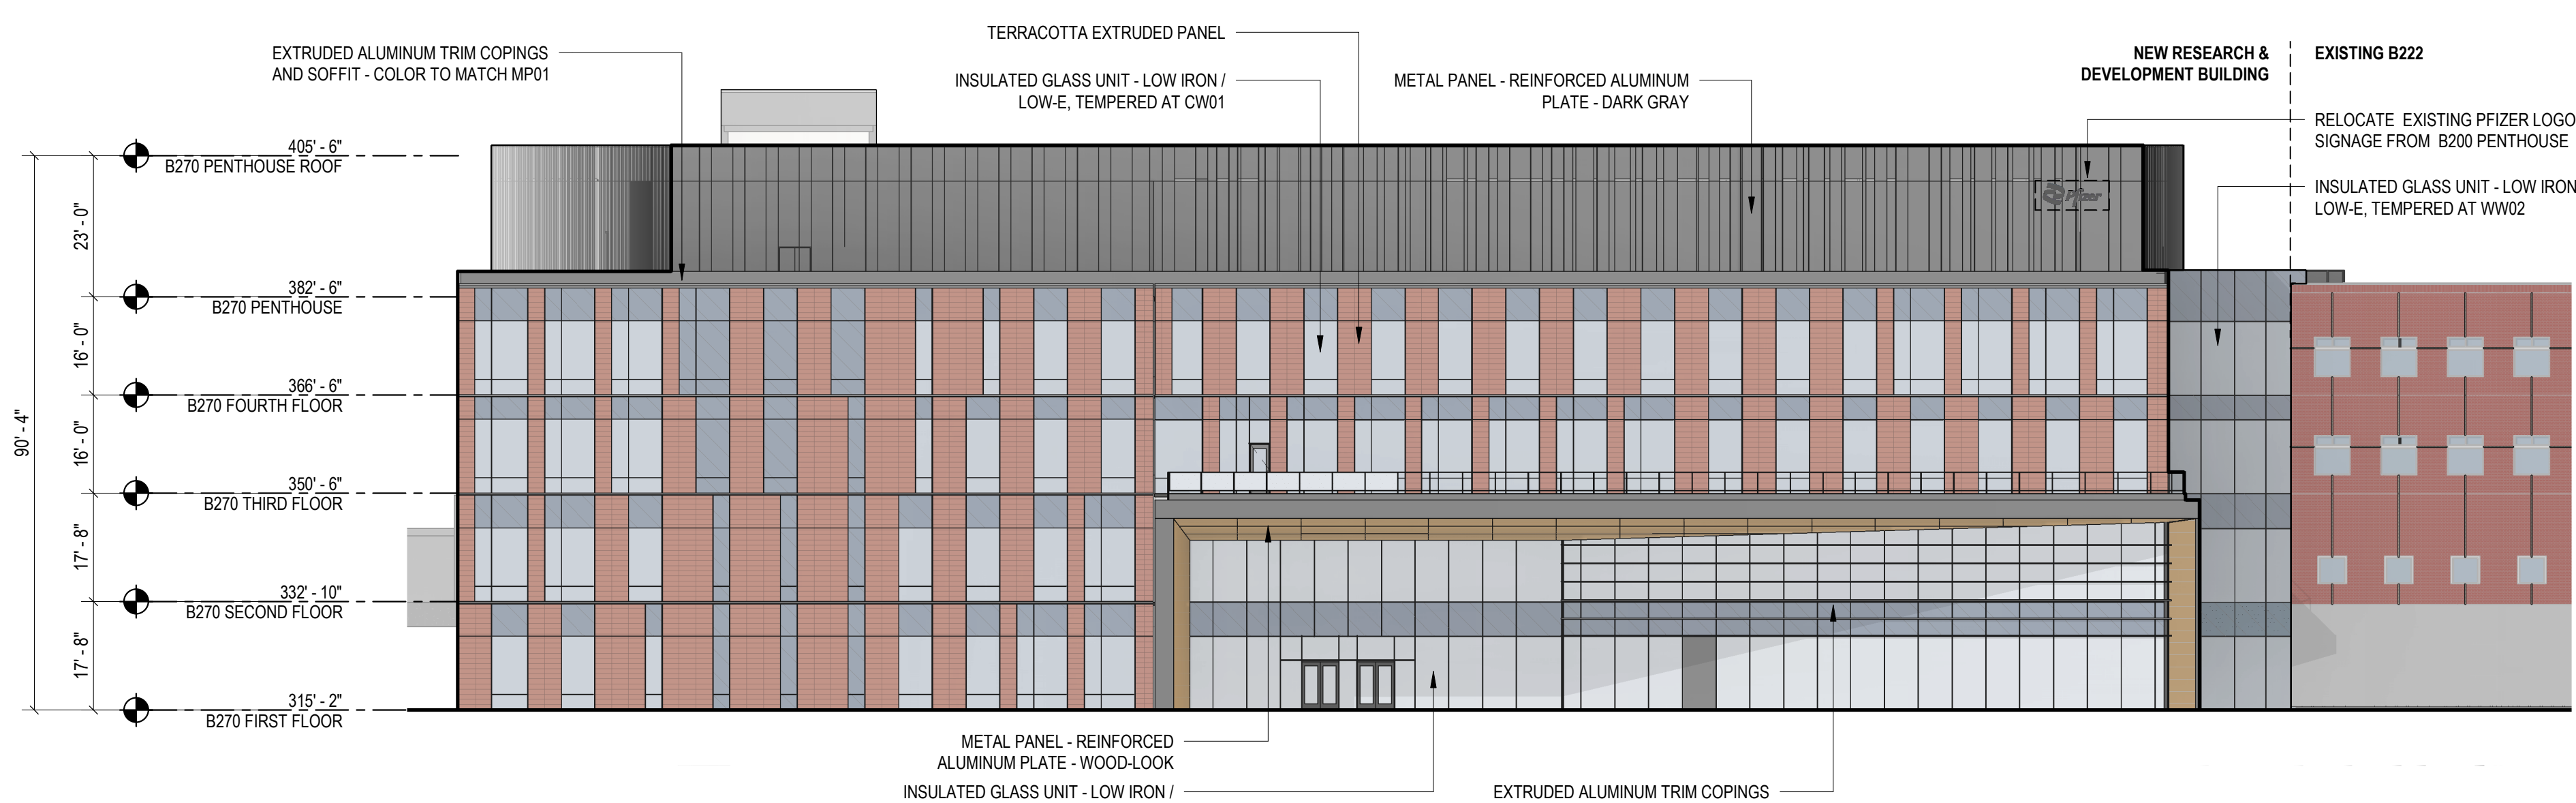 TERRACOTTA EXTRUDED PANEL
EXTRUDED ALUMINUM TRIM COPINGS
AND SOFFIT - COLOR TO MATCH MP01
INSULATED GLASS UNIT - LOW IRON /
LOW-E, TEMPERED AT CW01
METAL PANEL - REINFORCED ALUMINUM
PLATE - DARK GRAY
NEW RESEARCH &
DEVELOPMENT BUILDING
EXISTING B222
RELOCATE EXISTING PFIZER LOGO
SIGNAGE FROM B200 PENTHOUSE
INSULATED GLASS UNIT - LOW IRON
LOW-E, TEMPERED AT WW02
Pfizer
405' - 6"
B270 PENTHOUSE ROOF
23' - 0"
382' - 6"
B270 PENTHOUSE
16' - 0"
366' - 6"
B270 FOURTH FLOOR
90' - 4"
16' - 0"
350' - 6"
B270 THIRD FLOOR
17' - 8"
332' - 10"
B270 SECOND FLOOR
17' - 8"
315' - 2"
B270 FIRST FLOOR
METAL PANEL - REINFORCED
ALUMINUM PLATE - WOOD-LOOK
INSULATED GLASS UNIT - LOW IRON /
EXTRUDED ALUMINUM TRIM COPINGS